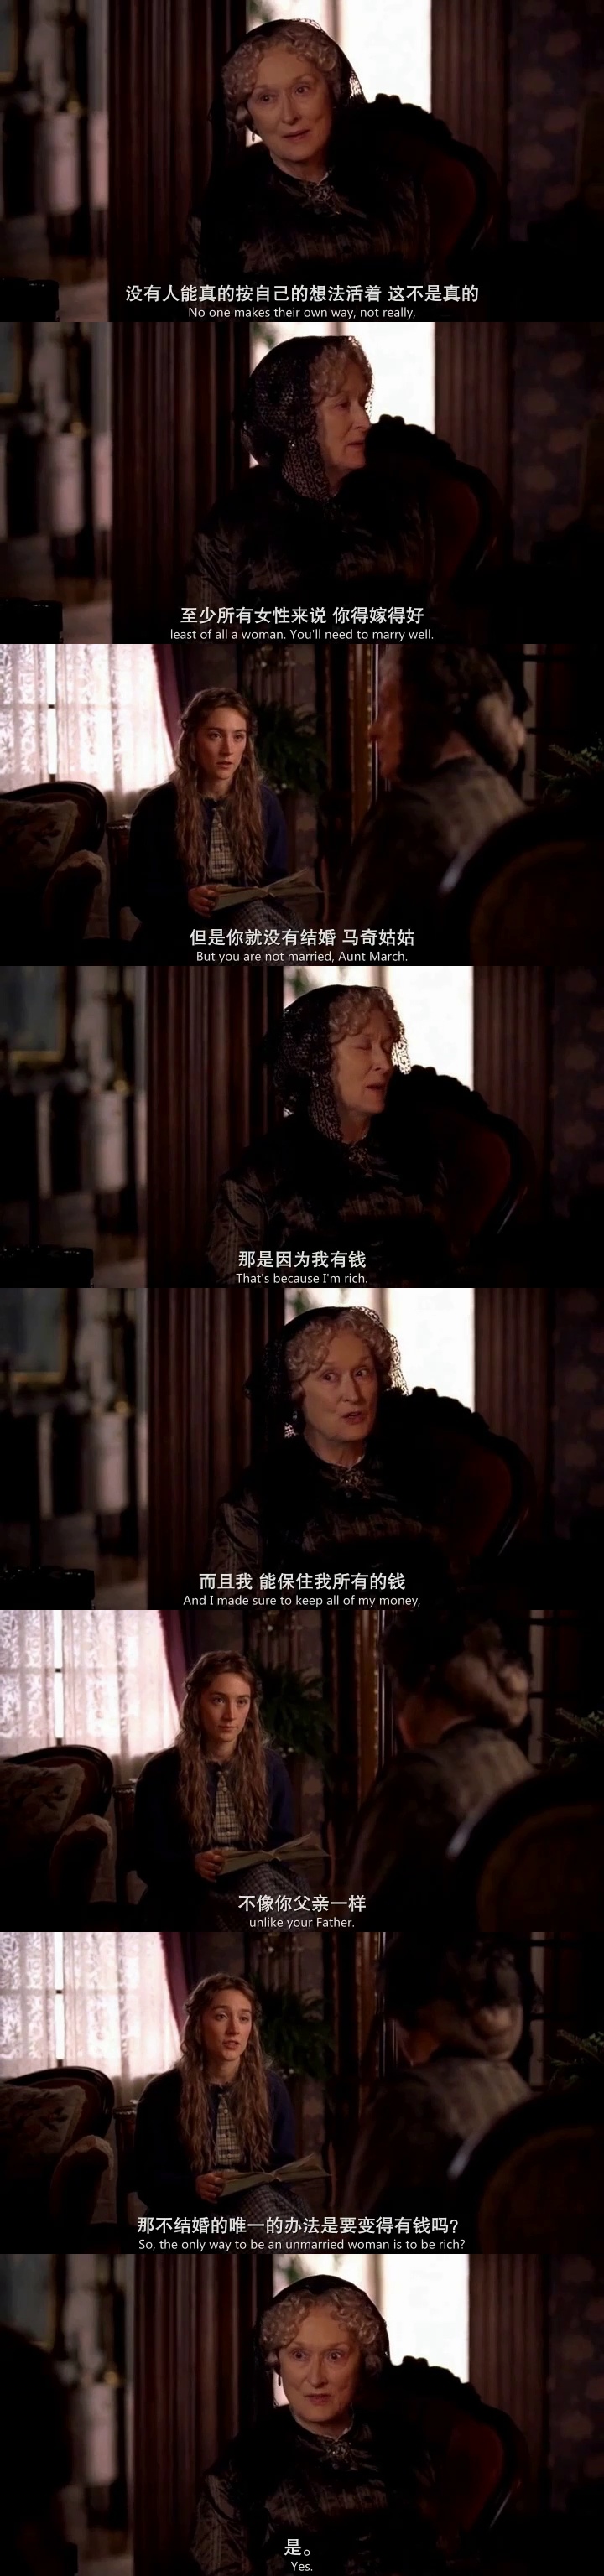 没有人能真的按自己的想法活着 这不是真的
No one makes their own way, not really,
至少所有女性来说 你得嫁得好
least of all a woman. You'll need to marry well.
但是你就没有结婚 马奇姑姑
But you are not married, Aunt March.
那是因为我有钱
That's because I'm rich.
而且我 能保住我所有的钱
And I made sure to keep all of my money,
不像你父亲一样
unlike your Father.
那不结婚的唯一的办法是要变得有钱吗?
So, the only way to be an unmarried woman is to be rich?
是。
Yes.